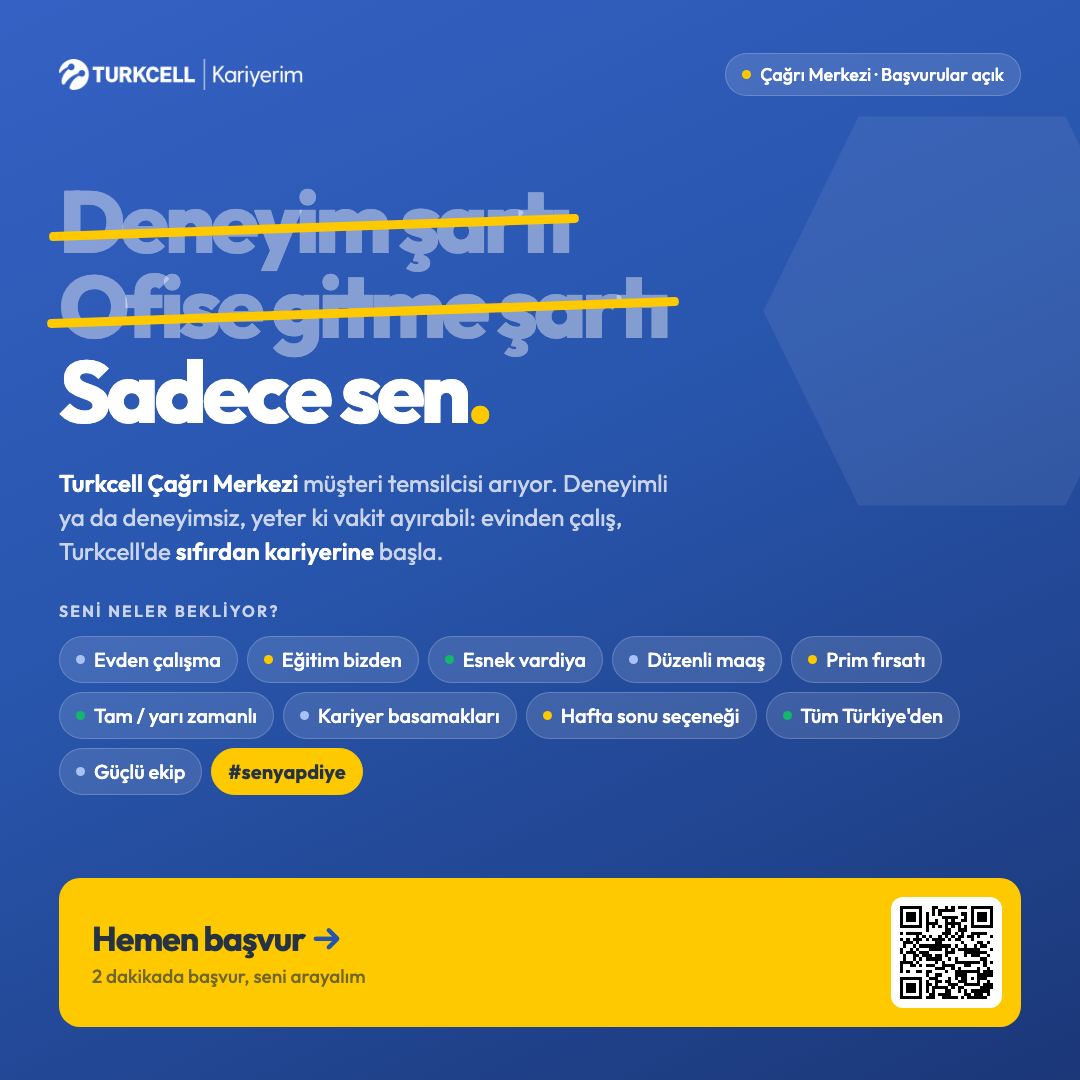 TURKCELL | Kariyerim
Çağrı Merkezi · Başvurular açık
Deneyim şartı
Ofise gitme şartı
Sadece sen.
Turkcell Çağrı Merkezi müşteri temsilcisi arıyor. Deneyimli
ya da deneyimsiz, yeter ki vakit ayırabil: evinden çalış,
Turkcell'de sıfırdan kariyerine başla.
SENİ NELER BEKLİYOR?
Evden çalışma
Eğitim bizden
Esnek vardiya
Düzenli maaş
Prim fırsatı
Tam / yarı zamanlı
Kariyer basamakları
Hafta sonu seçeneği
Tüm Türkiye'den
Güçlü ekip
#senyapdiye
Hemen başvur →
2 dakikada başvur, seni arayalım